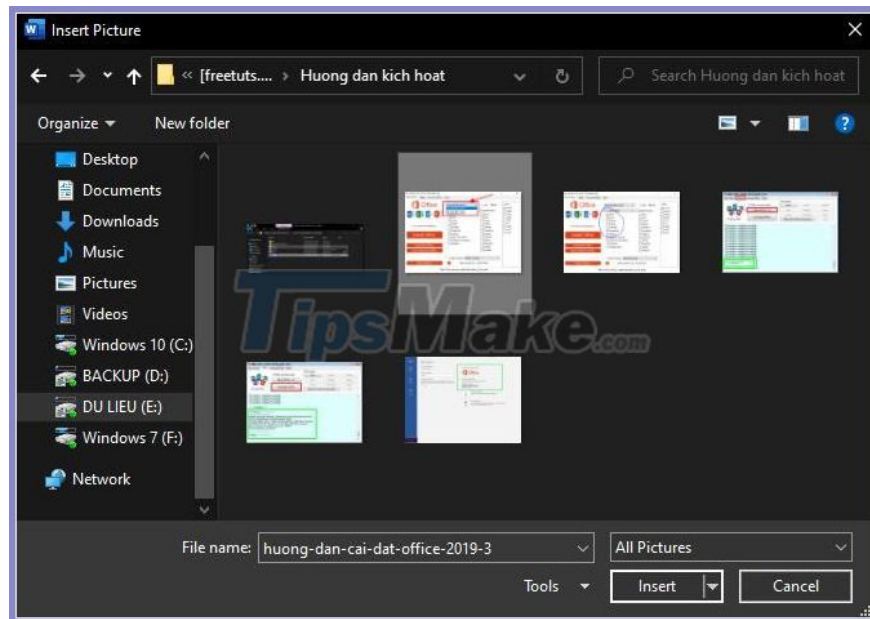 Insert Picture
« [freetuts.... › Huong dan kich hoat
Search Huong dan kich hoat
Organize
New folder
Desktop
Documents
Downloads
Music
Pictures
Videos
Windows 10 (C:)
BACKUP (D:)
DU LIEU (E:)
Windows 7 (F:)
Network
TipsMake.com
File name:
huong-dan-cai-dat-office-2019-3
All Pictures
Tools
Insert
Cancel